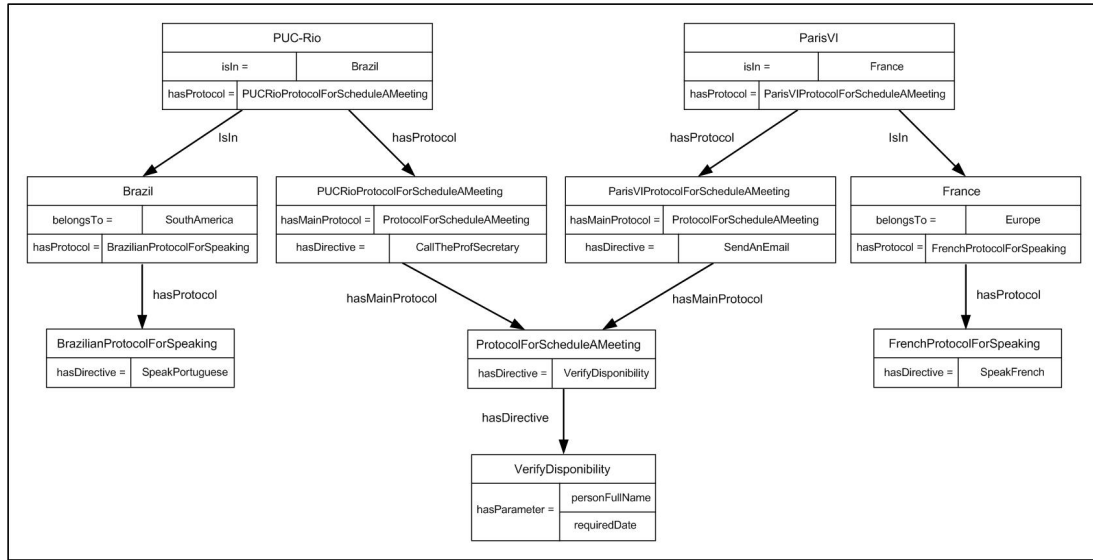 PUC-Rio
isIn = Brazil
hasProtocol = PUCRioProtocolForScheduleAMeeting
ParisVI
isIn = France
hasProtocol = ParisVIProtocolForScheduleAMeeting
IsIn
hasProtocol
hasProtocol
IsIn
Brazil
belongsTo = SouthAmerica
hasProtocol = BrazilianProtocolForSpeaking
PUCRioProtocolForScheduleAMeeting
hasMainProtocol = ProtocolForScheduleAMeeting
hasDirective = CallTheProfSecretary
ParisVIProtocolForScheduleAMeeting
hasMainProtocol = ProtocolForScheduleAMeeting
hasDirective = SendAnEmail
France
belongsTo = Europe
hasProtocol = FrenchProtocolForSpeaking
hasProtocol
hasMainProtocol
hasMainProtocol
hasProtocol
BrazilianProtocolForSpeaking
hasDirective = SpeakPortuguese
ProtocolForScheduleAMeeting
hasDirective = VerifyDisponibility
FrenchProtocolForSpeaking
hasDirective = SpeakFrench
hasDirective
VerifyDisponibility
hasParameter = personFullName
requiredDate